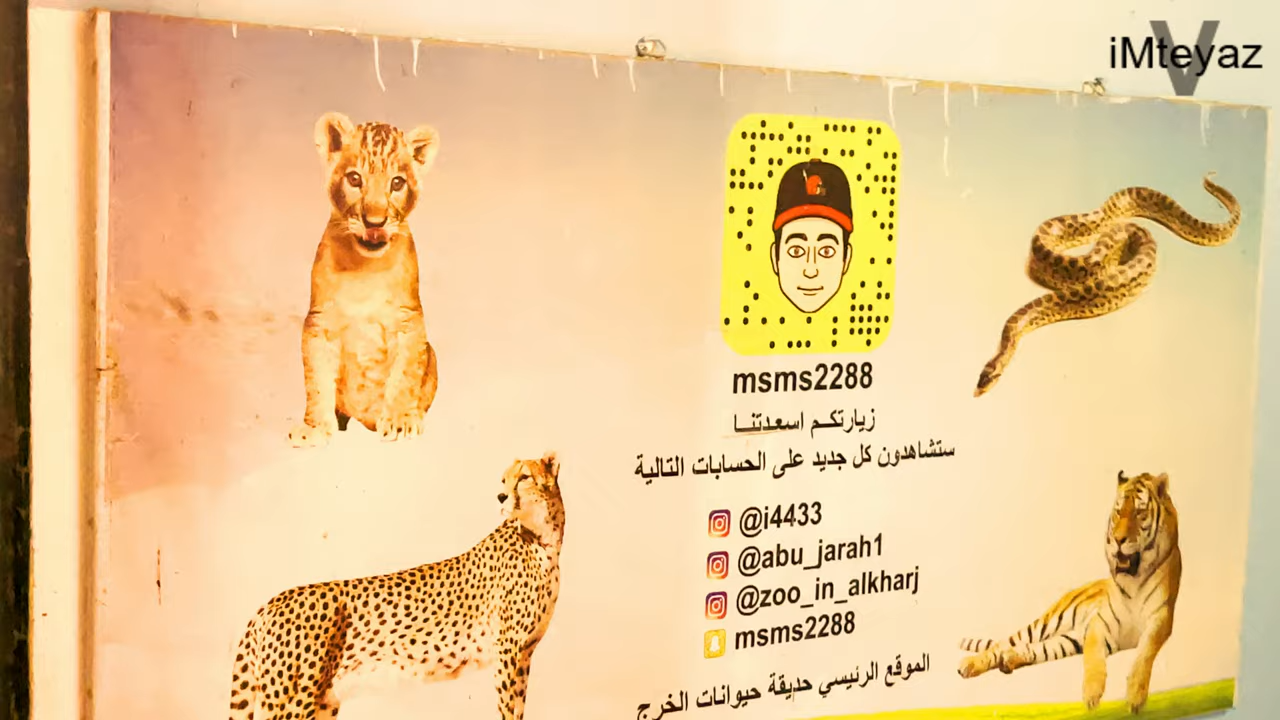 iMteyaz
V
msms2288
زيارتكم اسعدتنا
ستشاهدون كل جديد على الحسابات التالية
@i4433
@abu_jarah1
@zoo_in_alkharj
msms2288
الموقع الرئيسي حديقة حيوانات الخرج